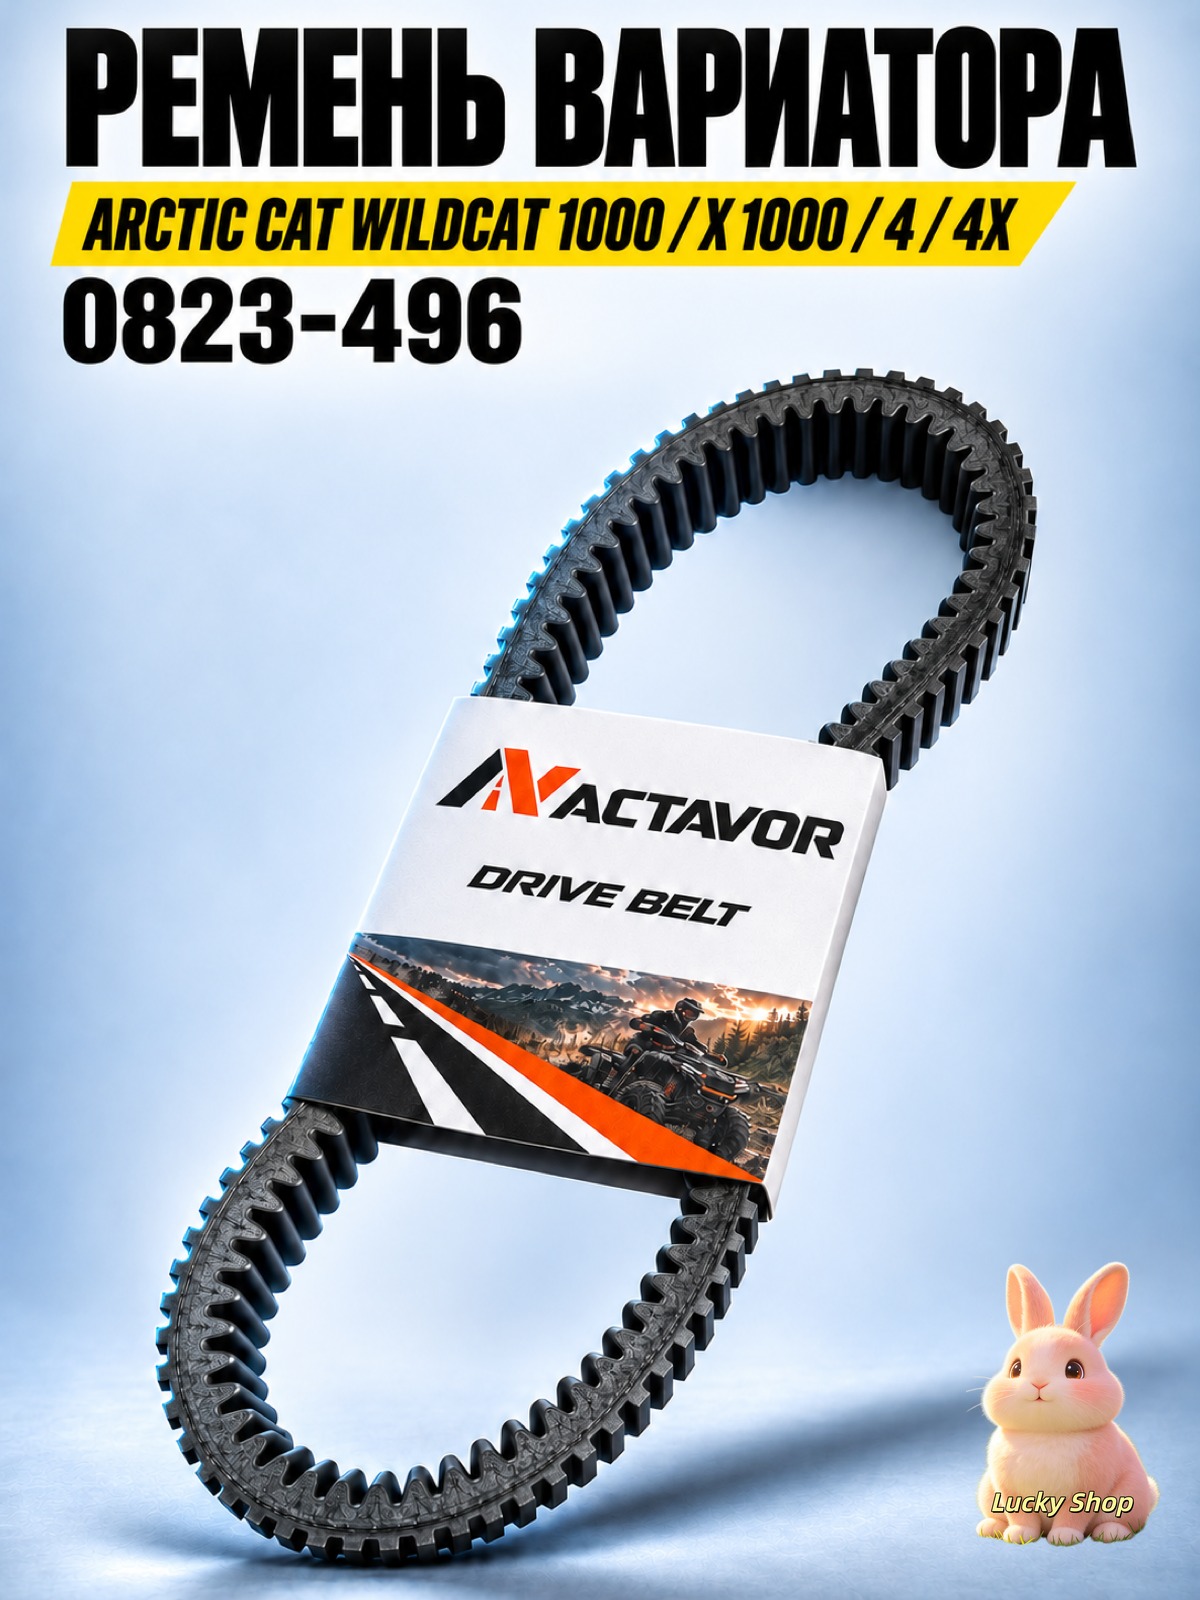 РЕМЕНЬ ВАРИАТОРА
ARCTIC CAT WILDCAT 1000 / X 1000 / 4 / 4X
0823-496
ACTAVOR
DRIVE BELT
Lucky Shop